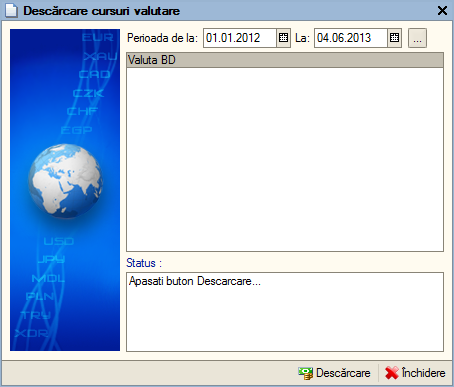 Descărcare cursuri valutare
Perioada de la: 01.01.2012 La: 04.06.2013 ...
Valuta BD
EUR
XAU
CAD
CZK
CHF
EGP
USD
JPY
MDL
PLN
TRY
XDR
Status :
Apasati buton Descarcare...
Descărcare Închidere